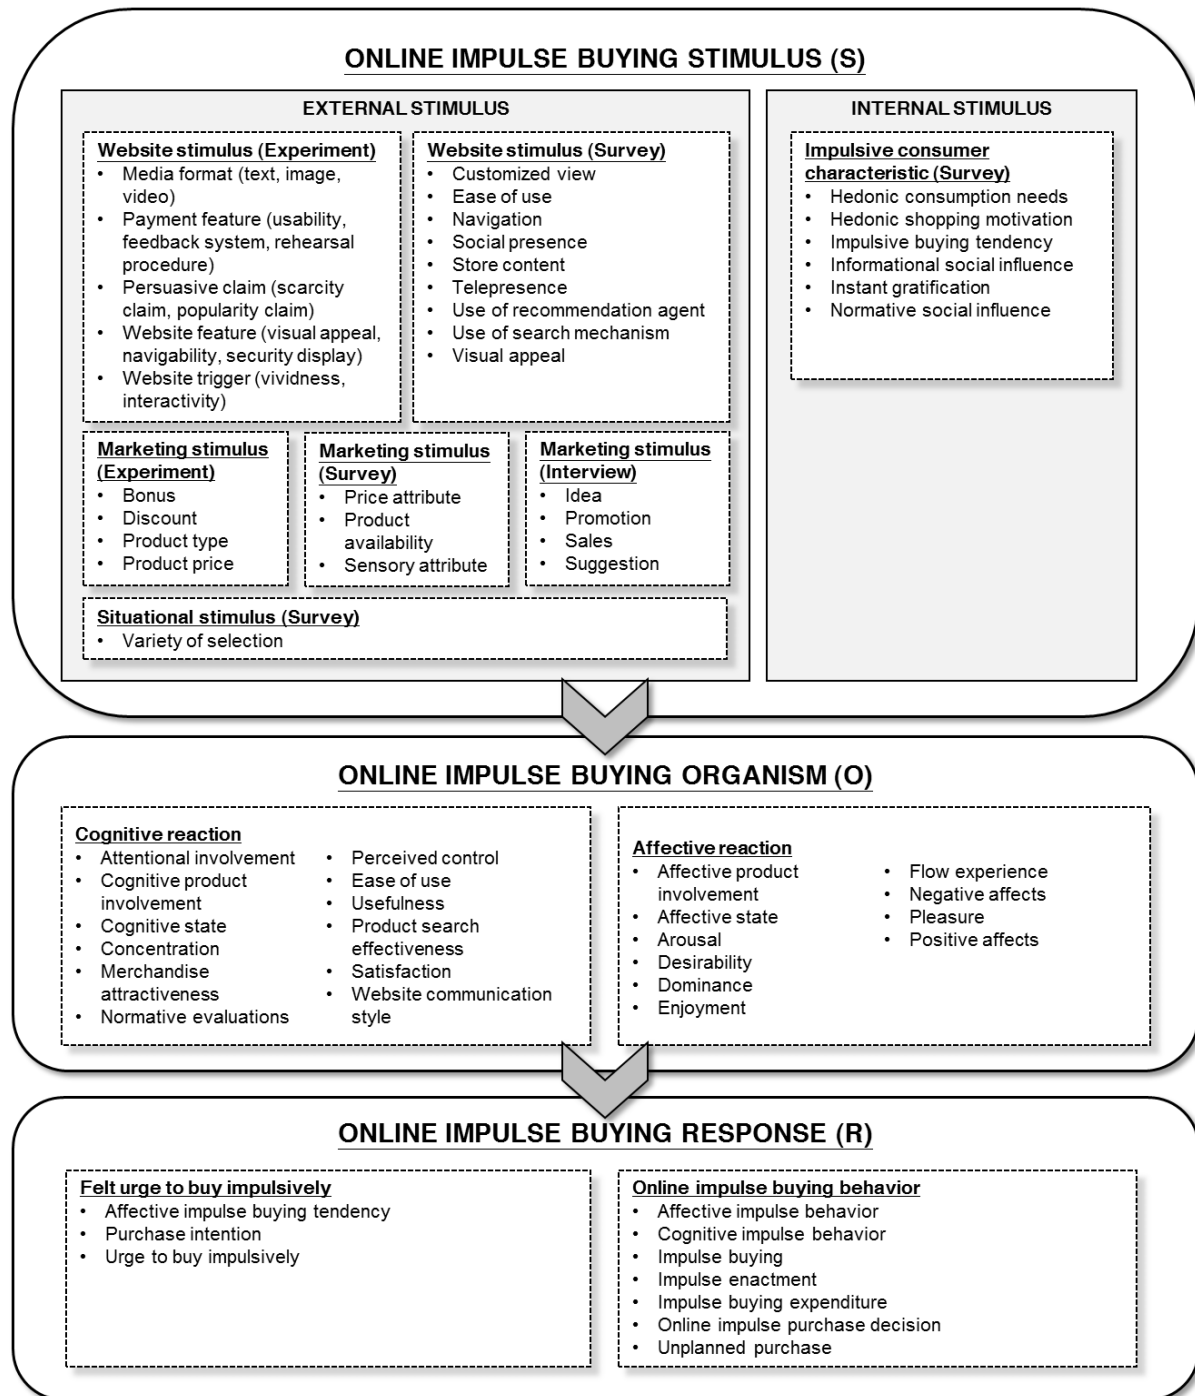 ONLINE IMPULSE BUYING STIMULUS (S)
EXTERNAL STIMULUS
Website stimulus (Experiment)
• Media format (text, image,
video)
• Payment feature (usability,
feedback system, rehearsal
procedure)
• Persuasive claim (scarcity
claim, popularity claim)
• Website feature (visual appeal,
navigability, security display)
• Website trigger (vividness,
interactivity)
Website stimulus (Survey)
• Customized view
• Ease of use
• Navigation
• Social presence
• Store content
• Telepresence
• Use of recommendation agent
• Use of search mechanism
• Visual appeal
Marketing stimulus
(Experiment)
• Bonus
• Discount
• Product type
• Product price
Marketing stimulus
(Survey)
• Price attribute
• Product
availability
• Sensory attribute
Marketing stimulus
(Interview)
• Idea
• Promotion
• Sales
• Suggestion
Situational stimulus (Survey)
• Variety of selection
INTERNAL STIMULUS
Impulsive consumer
characteristic (Survey)
• Hedonic consumption needs
• Hedonic shopping motivation
• Impulsive buying tendency
• Informational social influence
• Instant gratification
• Normative social influence
ONLINE IMPULSE BUYING ORGANISM (O)
Cognitive reaction
• Attentional involvement
• Cognitive product
involvement
• Cognitive state
• Concentration
• Merchandise
attractiveness
• Normative evaluations
• Perceived control
• Ease of use
• Usefulness
• Product search
effectiveness
• Satisfaction
• Website communication
style
Affective reaction
• Affective product
involvement
• Affective state
• Arousal
• Desirability
• Dominance
• Enjoyment
• Flow experience
• Negative affects
• Pleasure
• Positive affects
ONLINE IMPULSE BUYING RESPONSE (R)
Felt urge to buy impulsively
• Affective impulse buying tendency
• Purchase intention
• Urge to buy impulsively
Online impulse buying behavior
• Affective impulse behavior
• Cognitive impulse behavior
• Impulse buying
• Impulse enactment
• Impulse buying expenditure
• Online impulse purchase decision
• Unplanned purchase